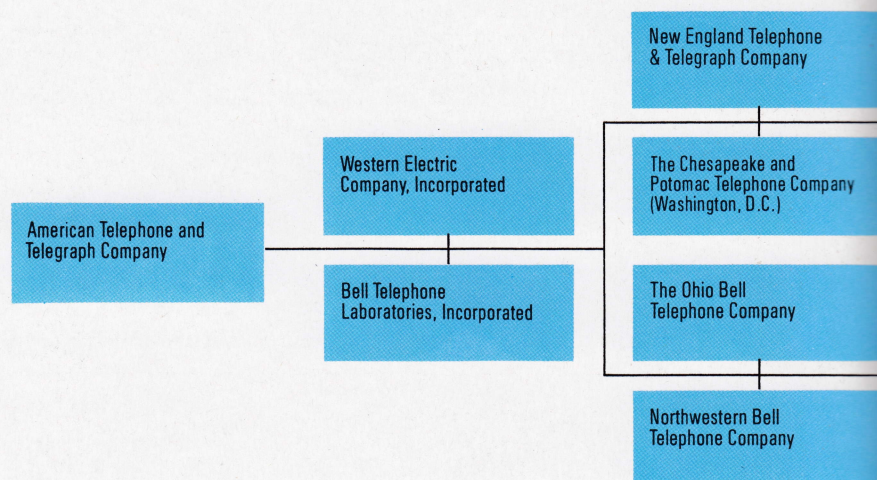 American Telephone and
Telegraph Company
Western Electric
Company, Incorporated
Bell Telephone
Laboratories, Incorporated
New England Telephone
& Telegraph Company
The Chesapeake and
Potomac Telephone Company
(Washington, D.C.)
The Ohio Bell
Telephone Company
Northwestern Bell
Telephone Company